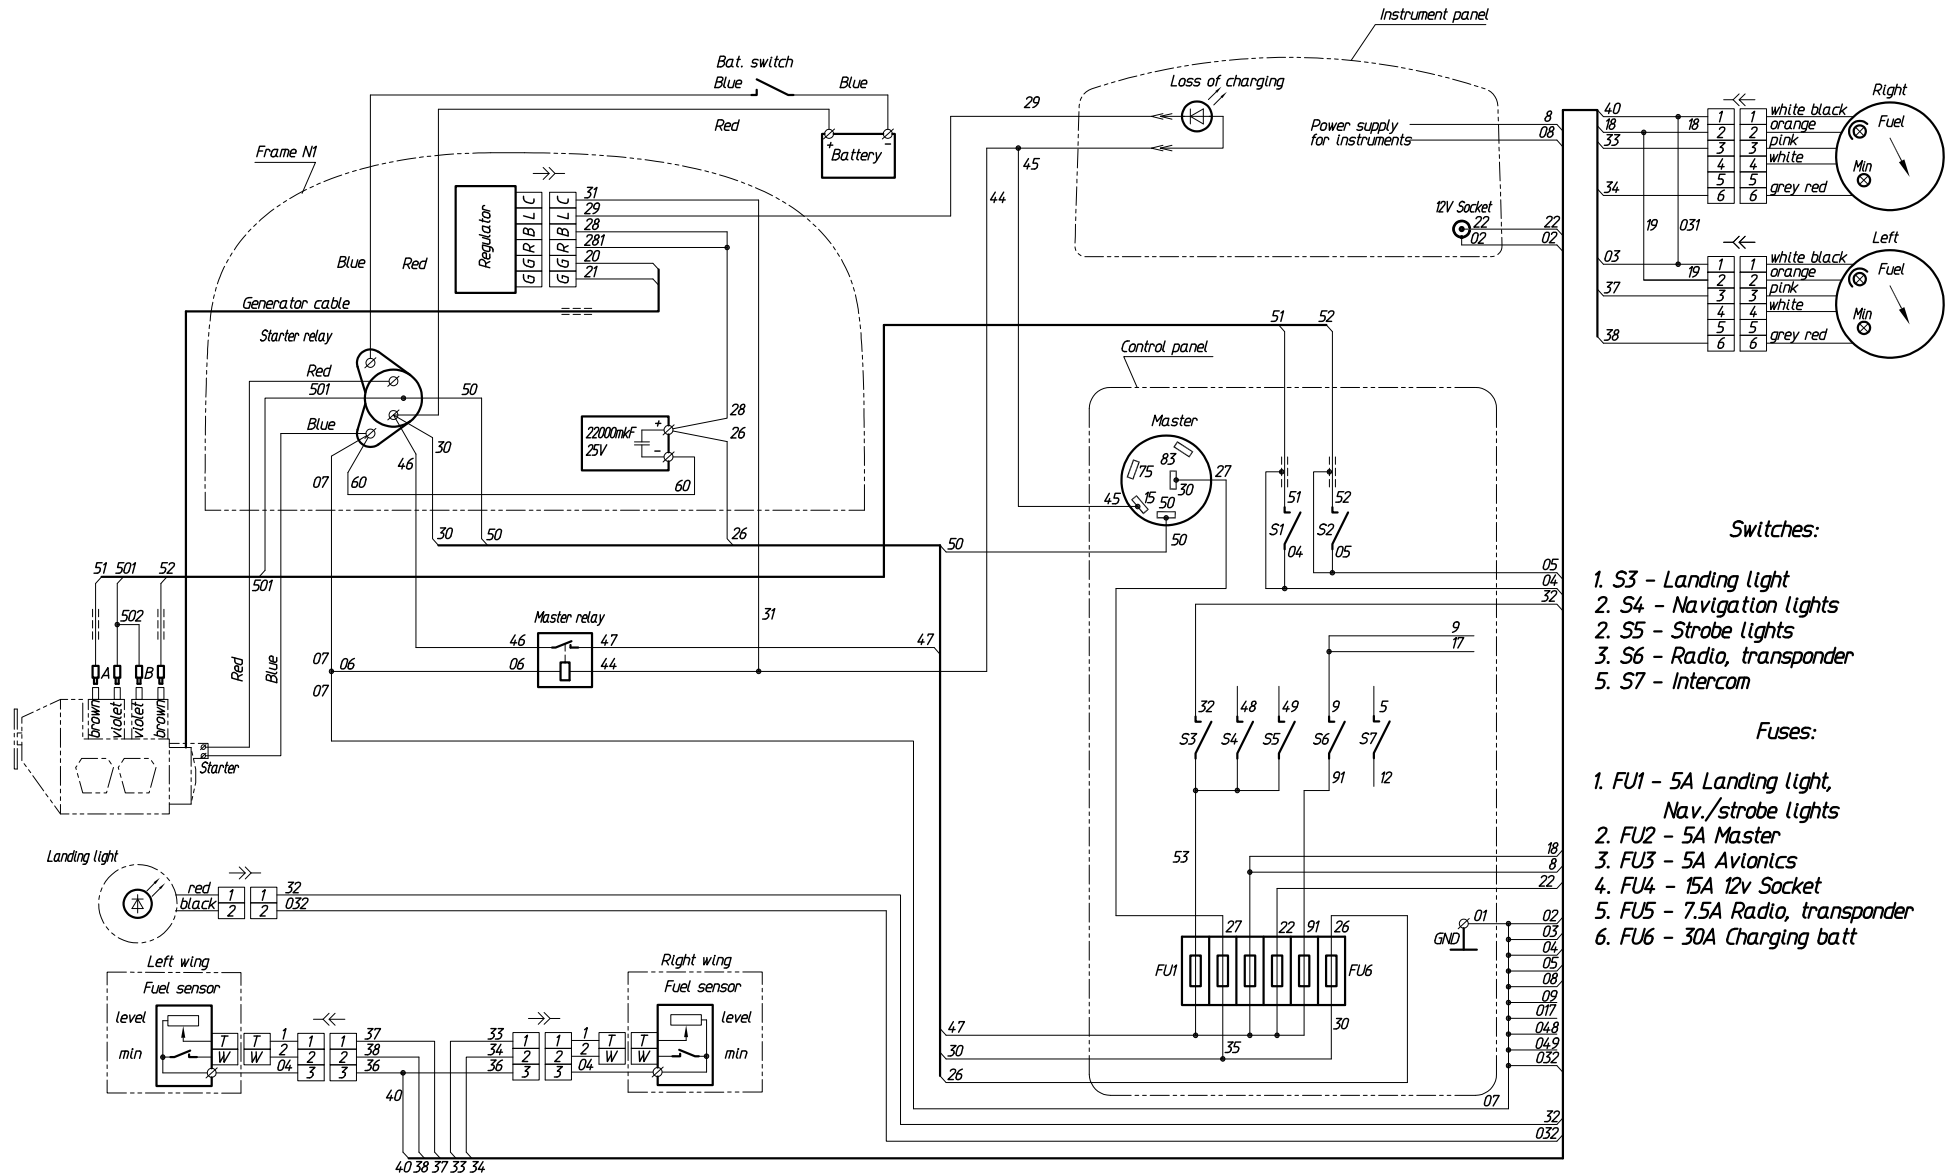 Instrument panel
Bat. switch
Blue
Blue
Red
+
-
Battery
Loss of charging
29
45
44
Power supply
for instruments
8
08
12V Socket
22
02
22
02
Frame N1
Regulator
C
L
B
R
G
G
C
L
B
R
G
G
31
29
28
281
20
21
Blue
Red
Generator cable
Starter relay
Red
501
Blue
50
30
46
07
60
60
22000mkF
25V
+
-
28
26
30
50
26
50
Right
40
18
33
34
18
1
2
3
4
5
6
1
2
3
4
5
6
white black
orange
pink
white
grey red
Fuel
Min
19
031
Left
03
37
38
19
1
2
3
4
5
6
1
2
3
4
5
6
white black
orange
pink
white
grey red
Fuel
Min
51
52
Control panel
Master
83
75
30
15
50
27
45
50
51
52
S1
S2
04
05
05
04
32
9
17
32
48
49
9
5
S3
S4
S5
S6
S7
91
12
53
18
8
22
27
22
91
26
FU1
FU6
30
35
47
30
26
GND
01
02
03
04
05
08
09
017
048
049
032
07
32
032
51
501
52
502
501
A
B
brown
violet
violet
brown
Red
Blue
Starter
07
06
07
Master relay
46
47
06
44
31
47
Landing light
red
black
1
2
1
2
32
032
Left wing
Fuel sensor
level
min
T
W
T
W
1
2
04
1
2
3
1
2
3
37
38
36
40
33
34
36
1
2
3
1
2
3
1
2
04
T
W
T
W
Right wing
Fuel sensor
level
min
40
38
37
33
34
Switches:
1. S3 - Landing light
2. S4 - Navigation lights
2. S5 - Strobe lights
3. S6 - Radio, transponder
5. S7 - Intercom
Fuses:
1. FU1 - 5A Landing light,
Nav./strobe lights
2. FU2 - 5A Master
3. FU3 - 5A Avionics
4. FU4 - 15A 12v Socket
5. FU5 - 7.5A Radio, transponder
6. FU6 - 30A Charging batt